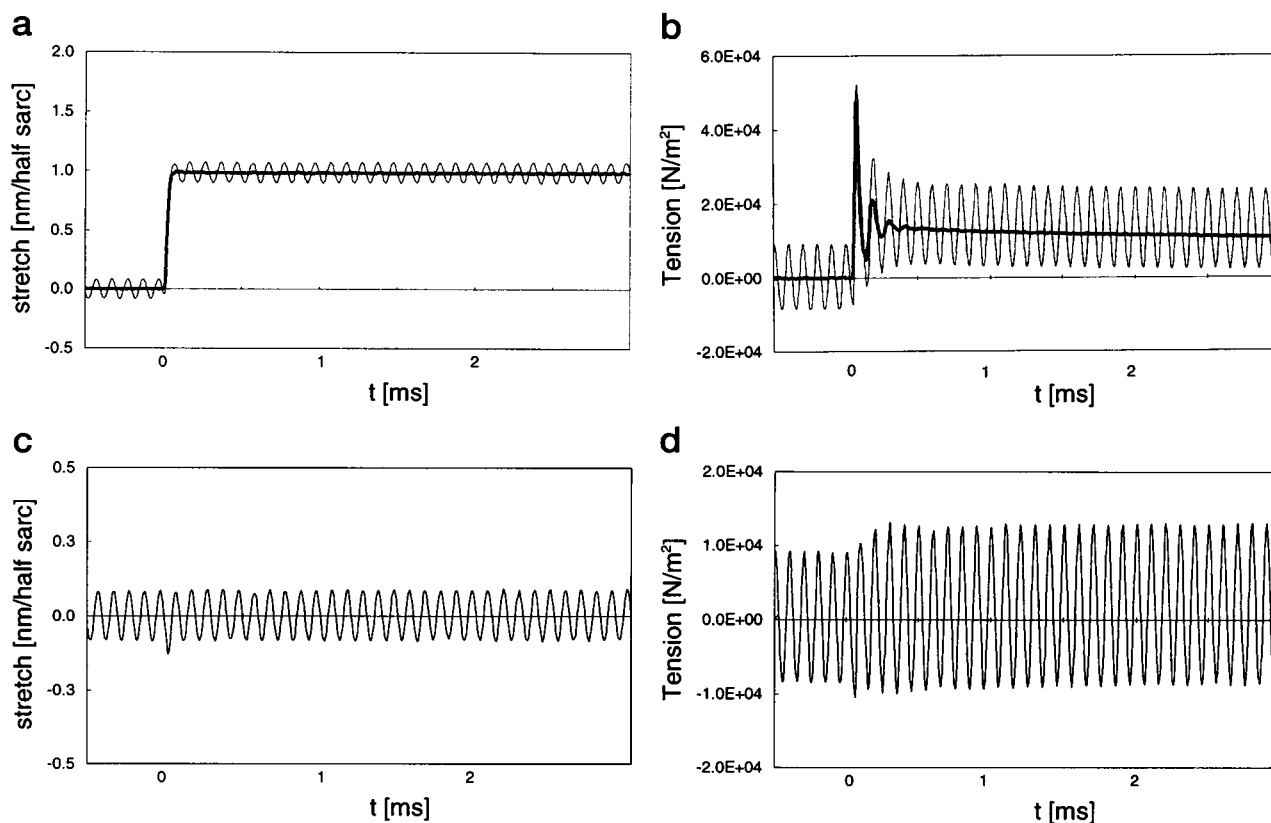 a
2.0
1.5
1.0
0.5
0.0
-0.5
stretch [nm/half sarc]
0
1
2
t [ms]
b
6.0E+04
4.0E+04
2.0E+04
0.0E+00
-2.0E+04
Tension [N/m²]
0
1
2
t [ms]
c
0.5
0.3
0.0
-0.3
-0.5
stretch [nm/half sarc]
0
1
2
t [ms]
d
2.0E+04
1.0E+04
0.0E+00
-1.0E+04
-2.0E+04
Tension [N/m²]
0
1
2
t [ms]